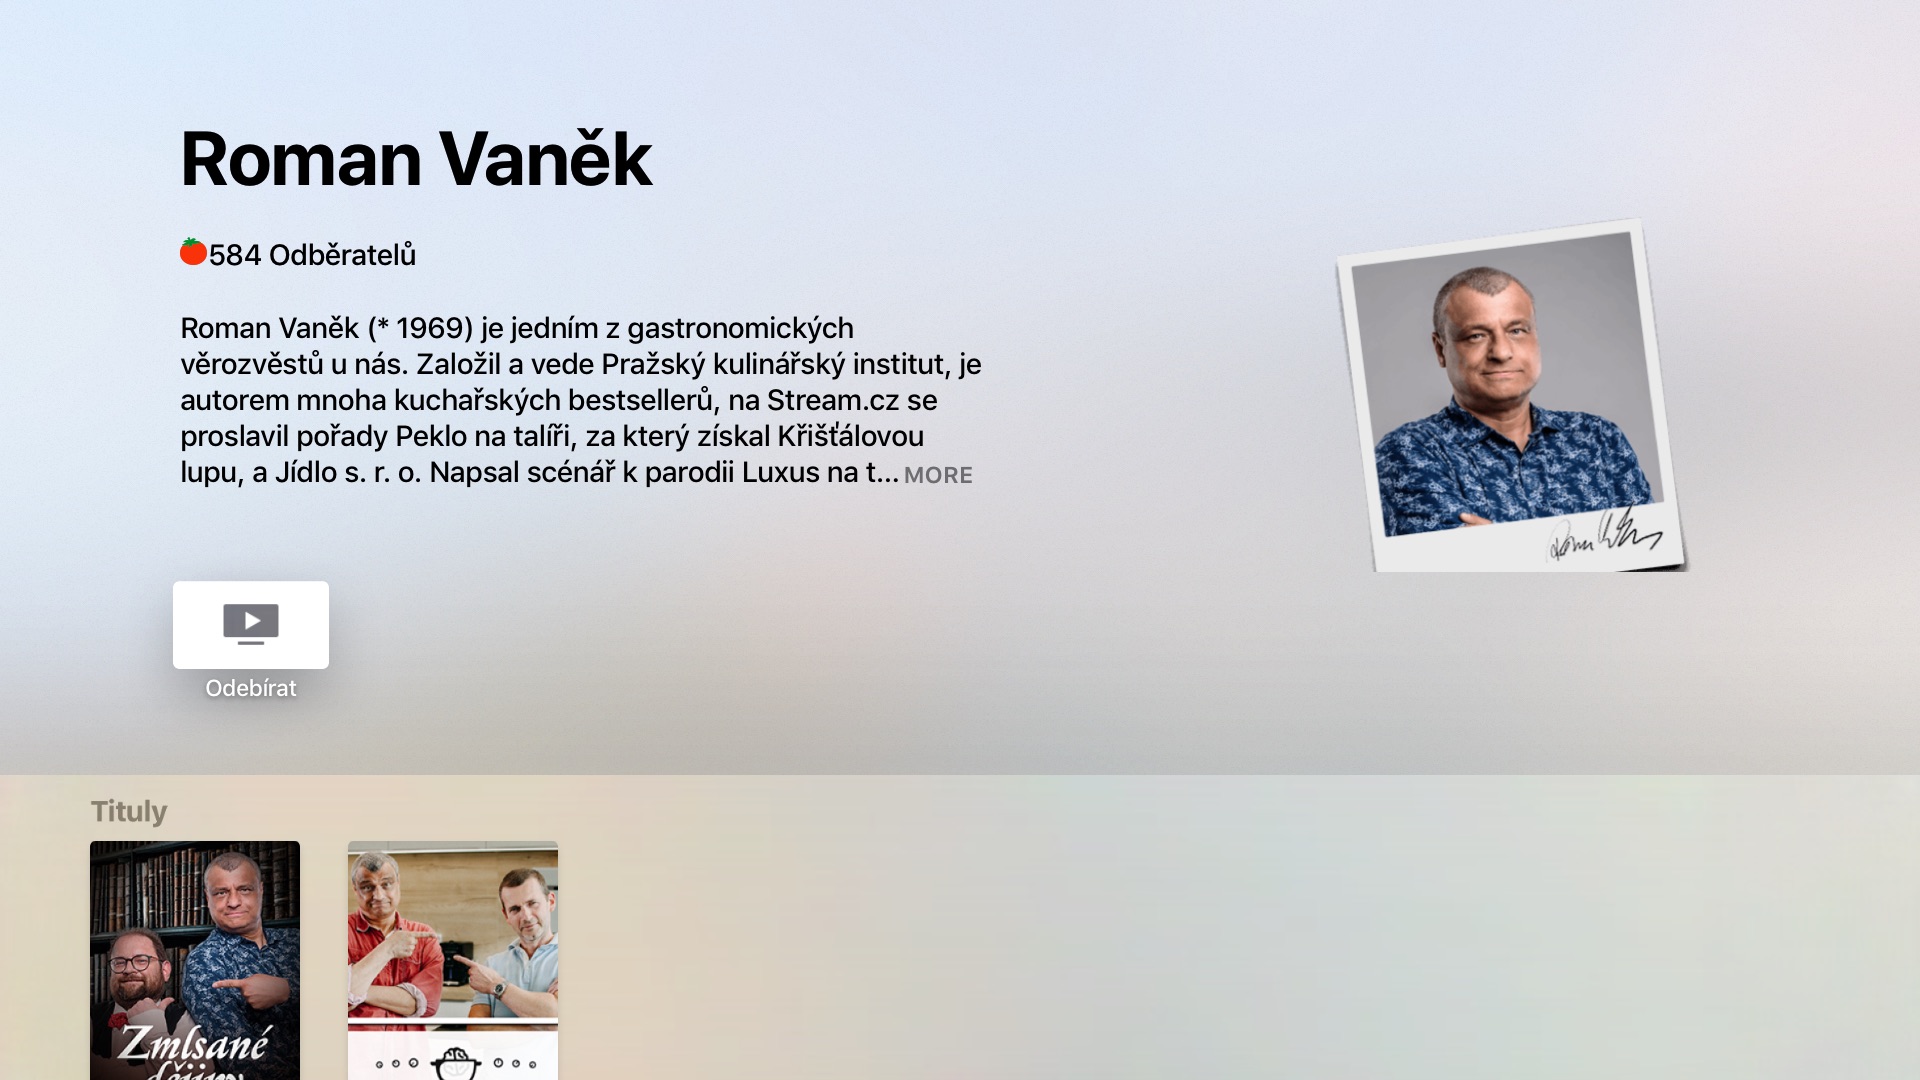 Roman Vaněk
584 Odběratelů
Roman Vaněk (* 1969) je jedním z gastronomických
věrozvěstů u nás. Založil a vede Pražský kulinářský institut, je
autorem mnoha kuchařských bestsellerů, na Stream.cz se
proslavil pořady Peklo na talíři, za který získal Křišťálovou
lupu, a Jídlo s. r. o. Napsal scénář k parodii Luxus na t... MORE
Odebírat
Tituly
Zmlsané